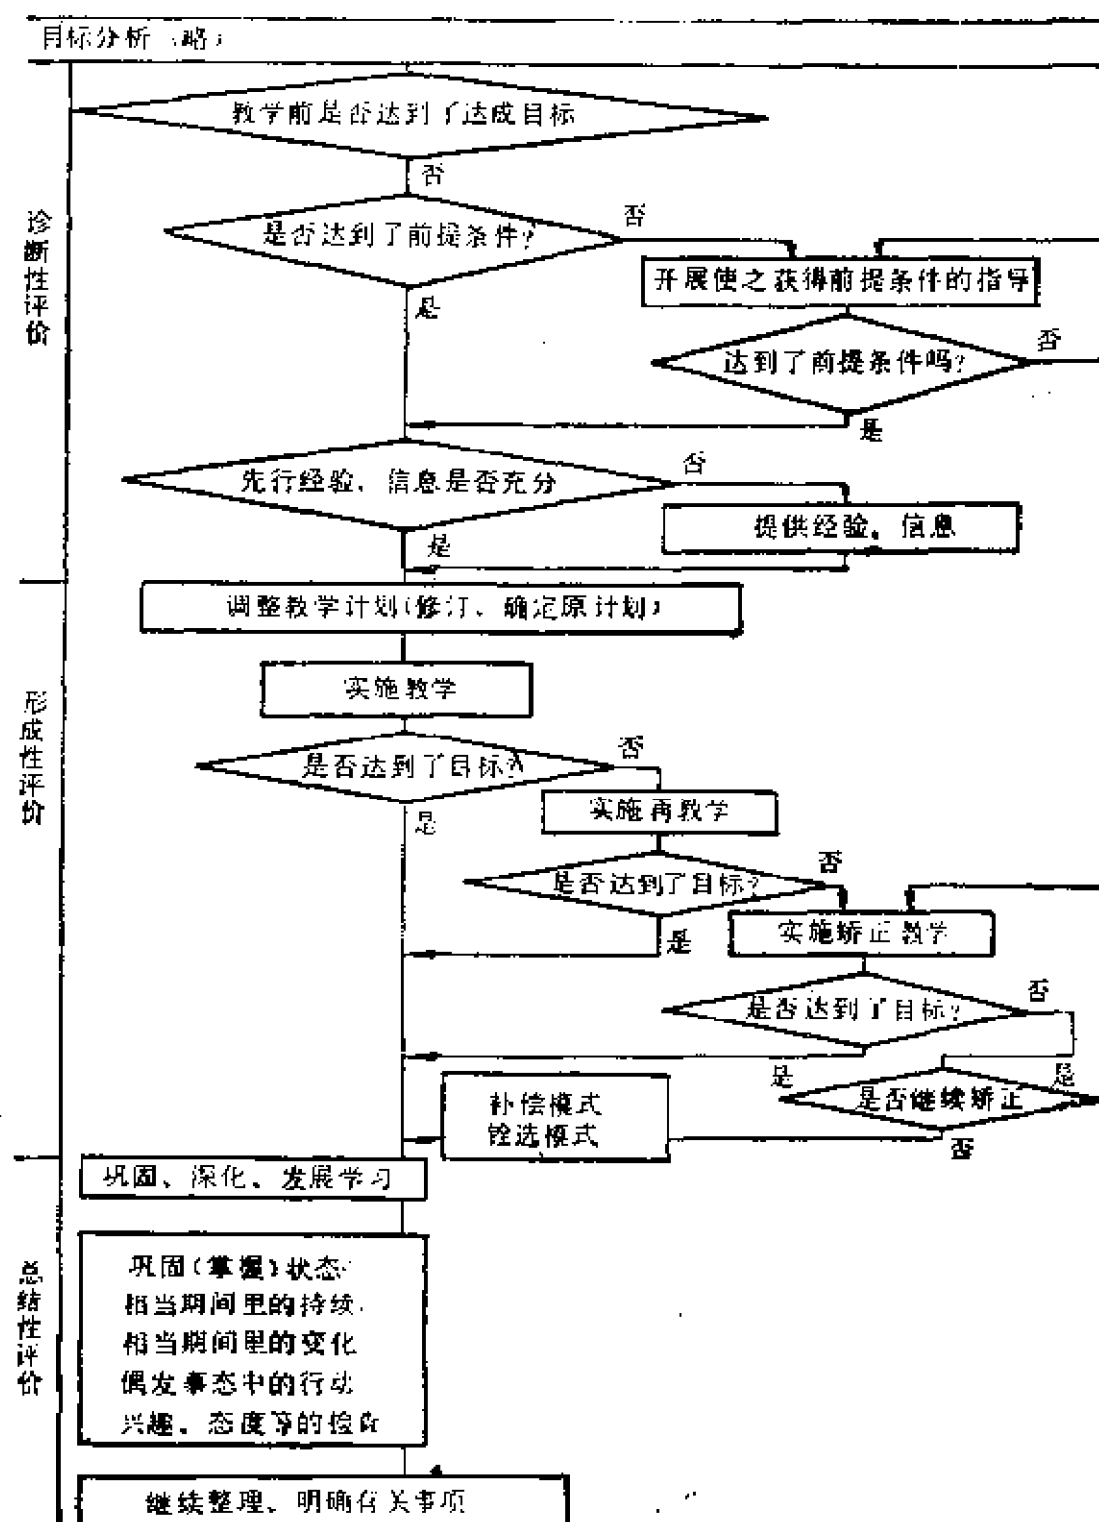 目标分析（略）
教学前是否达到了达成目标
否
是否达到了前提条件?
否
开展使之获得前提条件的指导
是
达到了前提条件吗?
否
是
诊断性评价
先行经验、信息是否充分
否
提供经验、信息
是
调整教学计划(修订、确定原计划)
实施教学
形成性评价
是否达到了目标?
否
实施再教学
是
是否达到了目标?
否
实施矫正教学
是
是否达到了目标?
否
是
是否继续矫正
是
否
补偿模式
铨选模式
巩固、深化、发展学习
总结性评价
巩固(掌握)状态
相当期间里的持续
相当期间里的变化
偶发事态中的行动
兴趣、态度等的检查
继续整理、明确有关事项